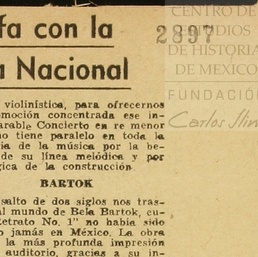 fa con la
a Nacional
CENTRO DE
ESTUDIOS
DE HISTORIA
DE MEXICO
FUNDACIÓN
Carlos Slim
2897
violinística, para ofrecernos
moción concentrada ese in-
arable Concierto en re menor
no tiene paralelo en toda la
ia de la música por la be-
de su línea melódica y por
gica de la construcción.
BARTOK
salto de dos siglos nos tras-
al mundo de Bela Bartok, cu-
Retrato No. 1" no había sido
o jamás en México. La obra
la más profunda impresión
auditorio, gracias a su in-